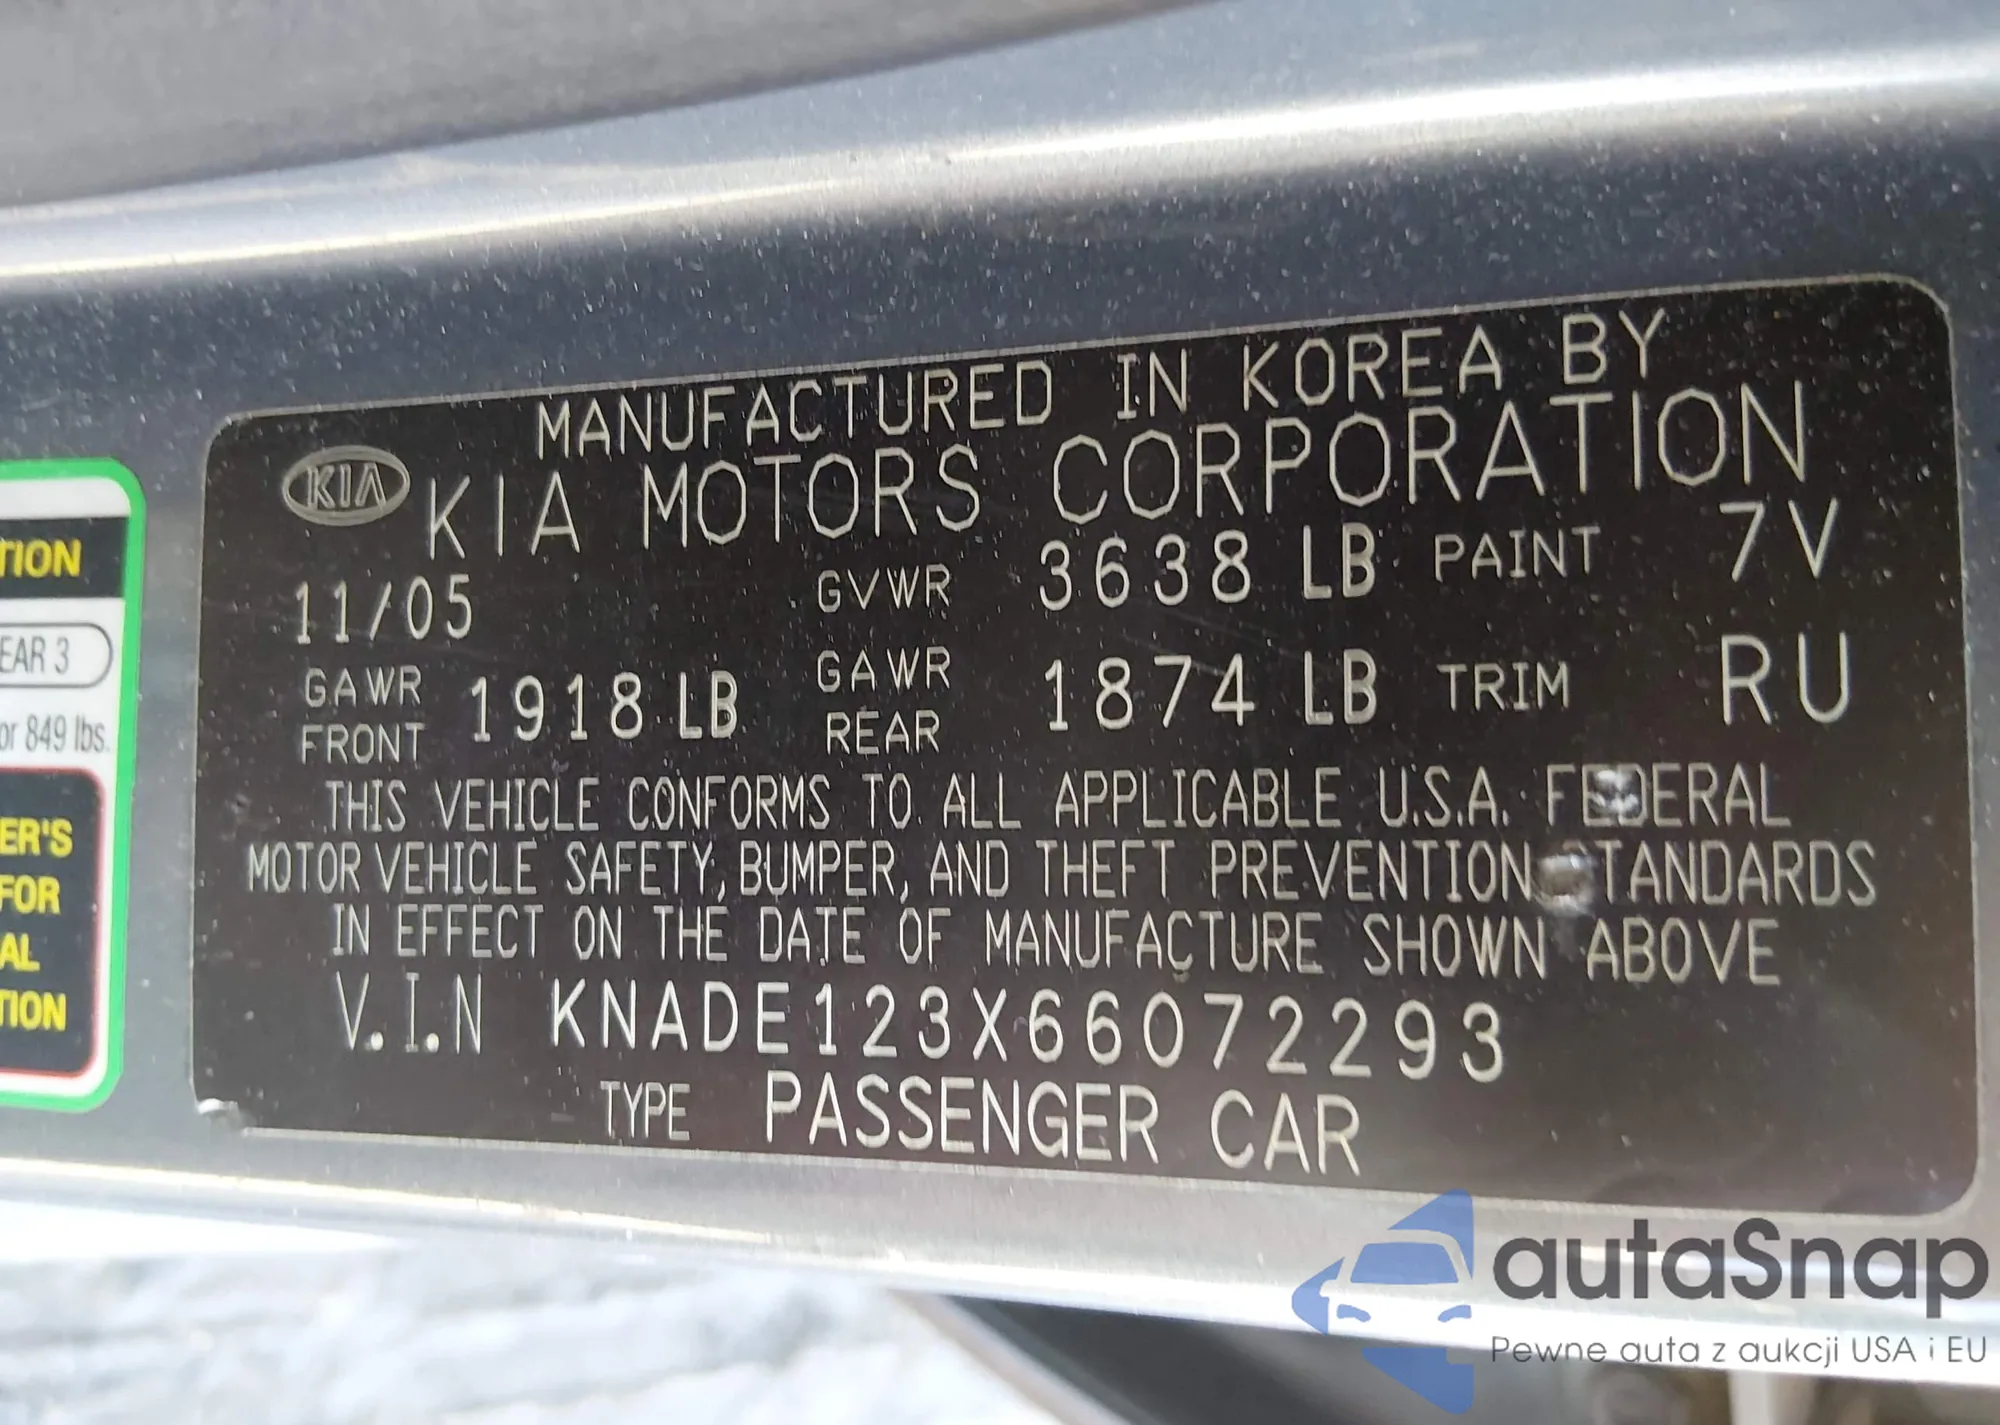 MANUFACTURED IN KOREA BY
KIA KIA MOTORS CORPORATION
11/05 GVWR 3638 LB PAINT 7V
GAWR FRONT 1918 LB GAWR REAR 1874 LB TRIM RU
THIS VEHICLE CONFORMS TO ALL APPLICABLE U.S.A. FEDERAL
MOTOR VEHICLE SAFETY, BUMPER, AND THEFT PREVENTION STANDARDS
IN EFFECT ON THE DATE OF MANUFACTURE SHOWN ABOVE
V.I.N KNADE123X66072293
TYPE PASSENGER CAR
TION
EAR 3
or 849 lbs.
ER'S
FOR
AL
TION
autaSnap
Pewne auta z aukcji USA i EU